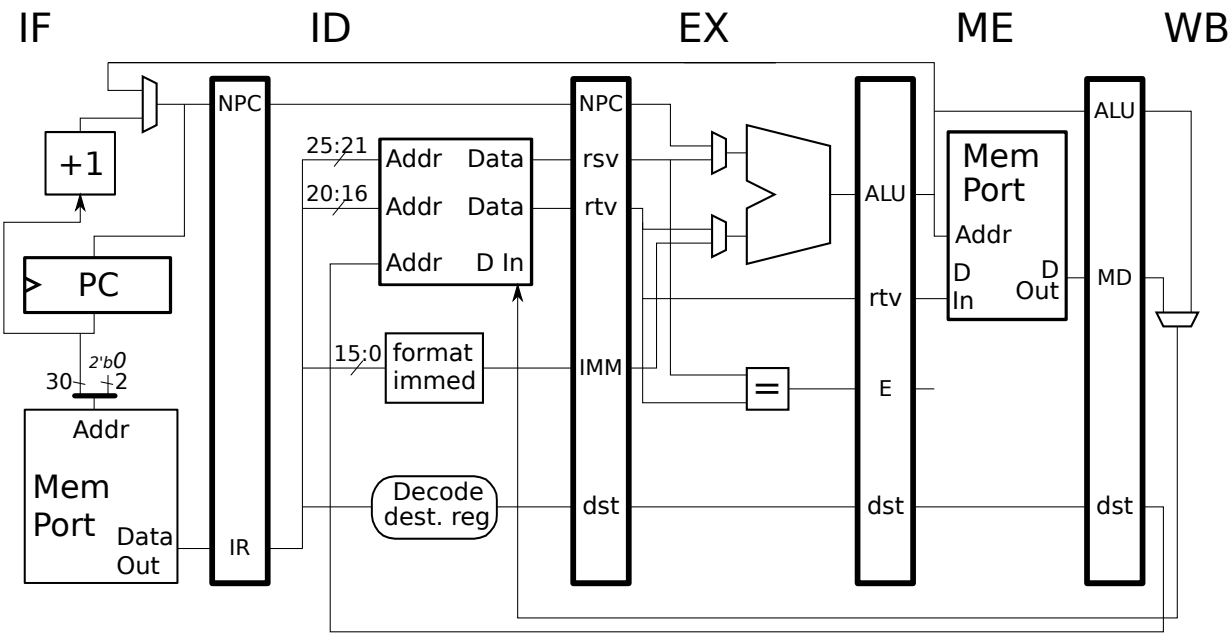 IF
ID
EX
ME
WB
+1
PC
2'b0
30
2
Addr
Mem
Port
Data
Out
NPC
IR
25:21
20:16
Addr
Data
Addr
Data
Addr
D In
15:0
format
immed
Decode
dest. reg
NPC
rsv
rtv
IMM
dst
=
ALU
rtv
E
dst
Mem
Port
Addr
D
In
D
Out
ALU
MD
dst